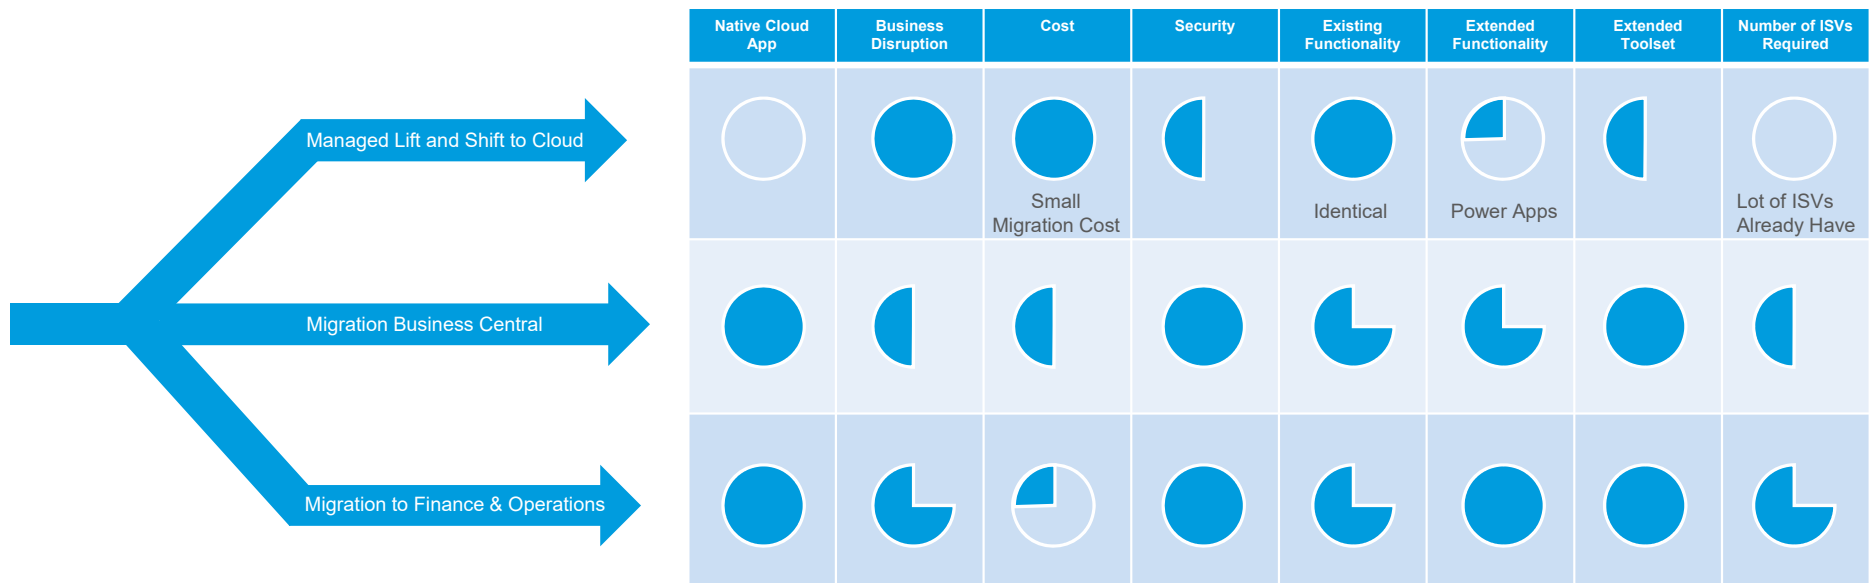 Native Cloud
App
Business
Disruption
Cost
Security
Existing
Functionality
Extended
Functionality
Extended
Toolset
Number of ISVs
Required
Managed Lift and Shift to Cloud
Small
Migration Cost
Identical
Power Apps
Lot of ISVs
Already Have
Migration Business Central
Migration to Finance & Operations